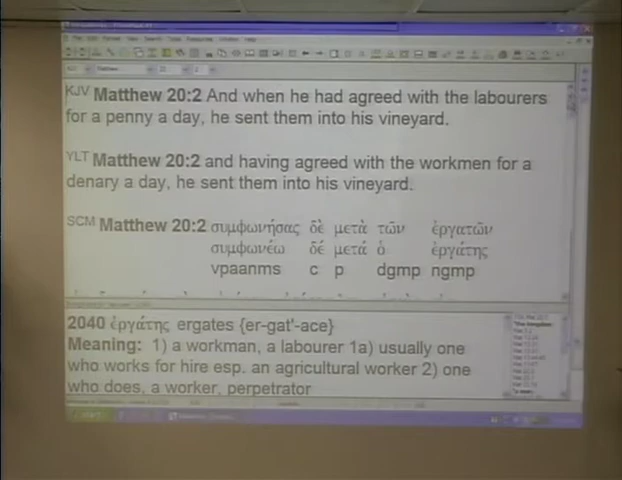 KJV Matthew 20:2 And when he had agreed with the labourers
for a penny a day, he sent them into his vineyard.
YLT Matthew 20:2 and having agreed with the workmen for a
denary a day, he sent them into his vineyard.
SCM Matthew 20:2 συμφωνήσας δὲ μετὰ τῶν ἐργατῶν
συμφωνέω δέ μετά ὁ ἐργάτης
vpaanms c p dgmp ngmp
2040 ἐργάτης ergates {er-gat'-ace}
Meaning: 1) a workman, a labourer 1a) usually one
who works for hire esp. an agricultural worker 2) one
who does, a worker, perpetrator